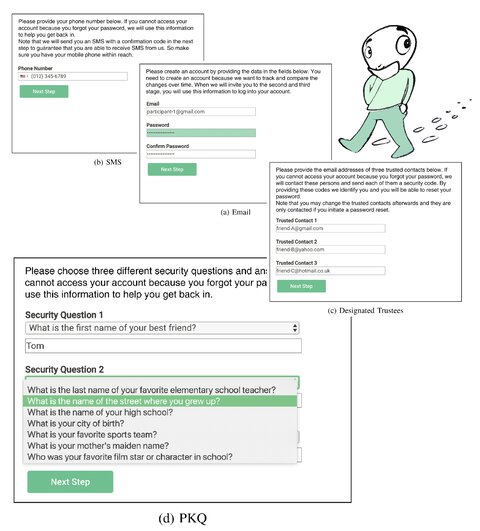 Please provide your phone number below. If you cannot access your
account because you forgot your password, we will use this information
to help you get back in.
Note that we will send you an SMS with a confirmation code in the next
step to guarantee that you are able to receive SMS from us. So make
sure you have your mobile phone within reach.
Phone Number
(012) 345-6789
Next Step
(b) SMS
Please create an account by providing the data in the fields below. You
need to create an account because we want to track and compare the
changes over time. When we will invite you to the second and third
stage, you will use this information to log into your account.
Email
participant-1@gmail.com
Password
Confirm Password
Next Step
(a) Email
Please provide the email addresses of three trusted contacts below. If
you cannot access your account because you forgot your password, we
will contact these persons and send each of them a security code. By
providing these codes we identify you and you will be able to reset your
password.
Note that you may change the trusted contacts afterwards and they are
only contacted if you initiate a password reset.
Trusted Contact 1
friend-A@gmail.com
Trusted Contact 2
friend-B@yahoo.com
Trusted Contact 3
friend-C@hotmail.co.uk
Next Step
(c) Designated Trustees
Please choose three different security questions and
cannot access your account because you forgot your
use this information to help you get back in.
Security Question 1
What is the first name of your best friend?
Tom
Security Question 2
What is the last name of your favorite elementary school teacher?
What is the name of the street where you grew up?
What is the name of your high school?
What is your city of birth?
What is your favorite sports team?
What is your mother's maiden name?
Who was your favorite film star or character in school?
Next Step
(d) PKQ